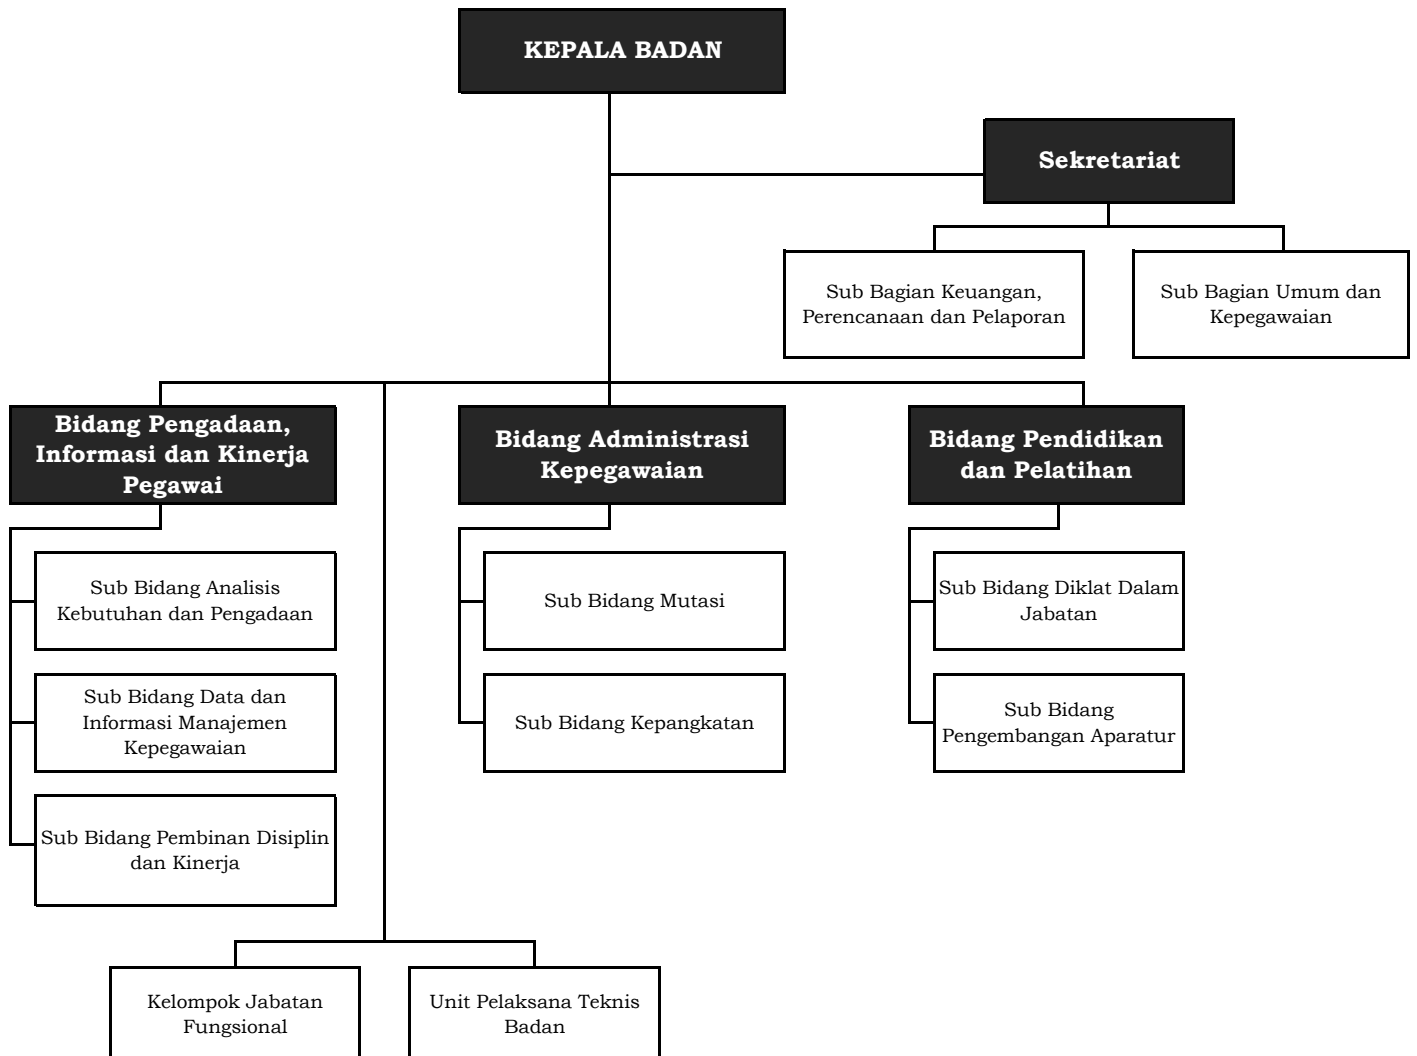 KEPALA BADAN
Sekretariat
Sub Bagian Keuangan,
Perencanaan dan Pelaporan
Sub Bagian Umum dan
Kepegawaian
Bidang Pengadaan,
Informasi dan Kinerja
Pegawai
Bidang Administrasi
Kepegawaian
Bidang Pendidikan
dan Pelatihan
Sub Bidang Analisis
Kebutuhan dan Pengadaan
Sub Bidang Mutasi
Sub Bidang Diklat Dalam
Jabatan
Sub Bidang Data dan
Informasi Manajemen
Kepegawaian
Sub Bidang Kepangkatan
Sub Bidang
Pengembangan Aparatur
Sub Bidang Pembinan Disiplin
dan Kinerja
Kelompok Jabatan
Fungsional
Unit Pelaksana Teknis
Badan